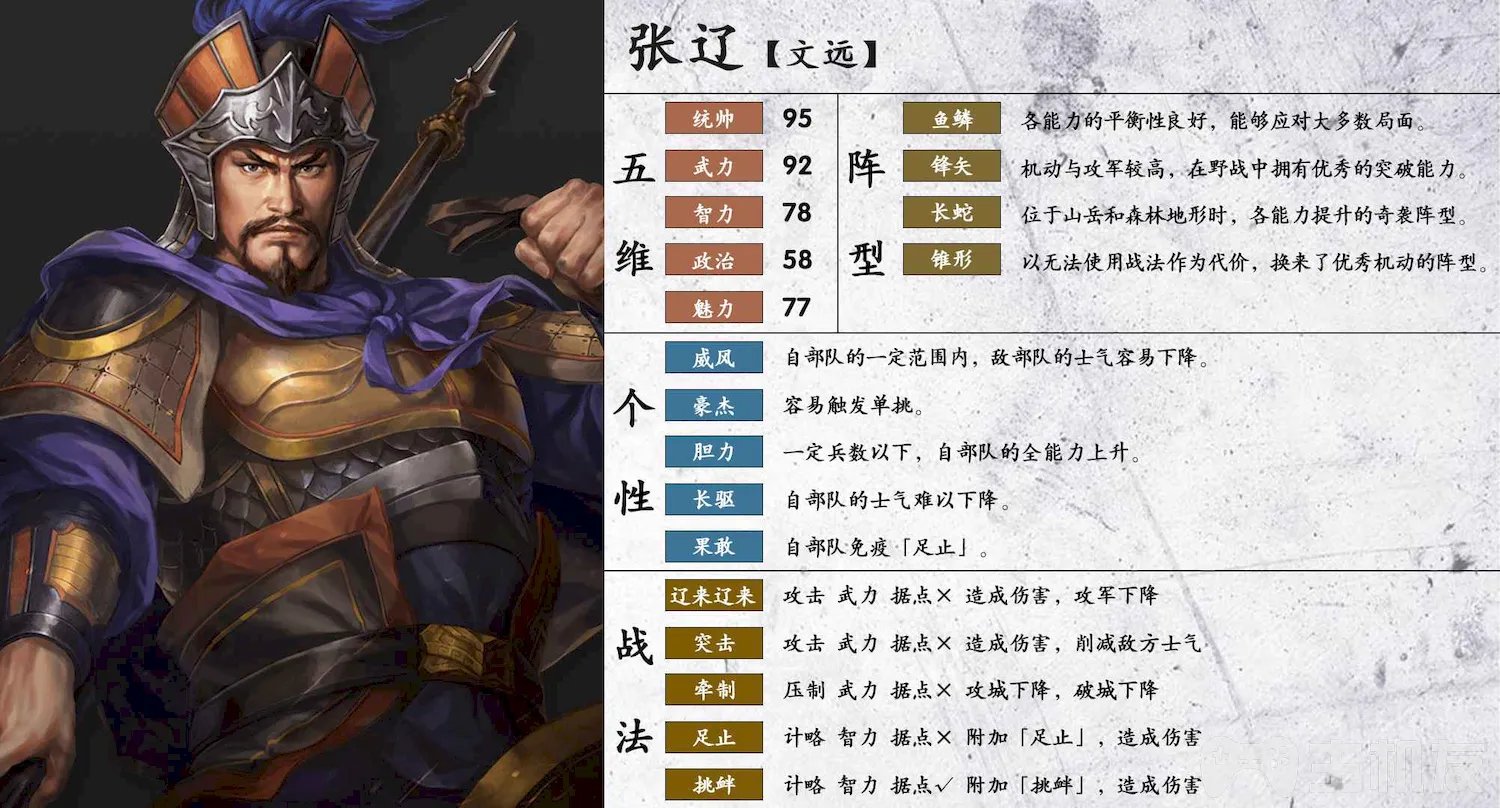 张辽【文远】
五维
统帅 95
武力 92
智力 78
政治 58
魅力 77
阵型
鱼鳞 各能力的平衡性良好，能够应对大多数局面。
锋矢 机动与攻军较高，在野战中拥有优秀的突破能力。
长蛇 位于山岳和森林地形时，各能力提升的奇袭阵型。
锥形 以无法使用战法作为代价，换来了优秀机动的阵型。
个性
威风 自部队的一定范围内，敌部队的士气容易下降。
豪杰 容易触发单挑。
胆力 一定兵数以下，自部队的全能力上升。
长驱 自部队的士气难以下降。
果敢 自部队免疫「足止」。
战法
辽来辽来 攻击 武力 据点× 造成伤害，攻军下降
突击 攻击 武力 据点× 造成伤害，削减敌方士气
牵制 压制 武力 据点× 攻城下降，破城下降
足止 计略 智力 据点× 附加「足止」，造成伤害
挑衅 计略 智力 据点√ 附加「挑衅」，造成伤害